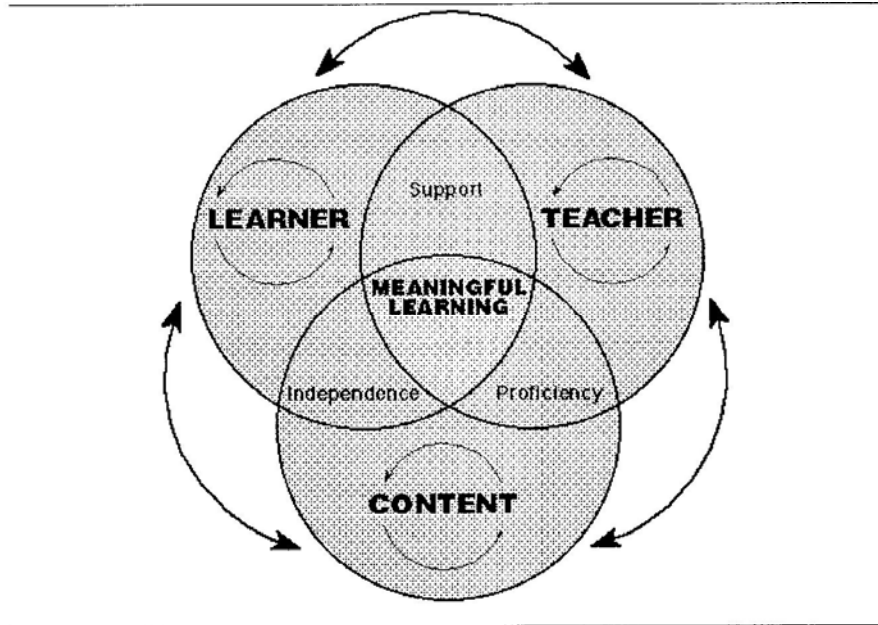 Support
LEARNER
TEACHER
MEANINGFUL
LEARNING
Independence
Proficiency
CONTENT